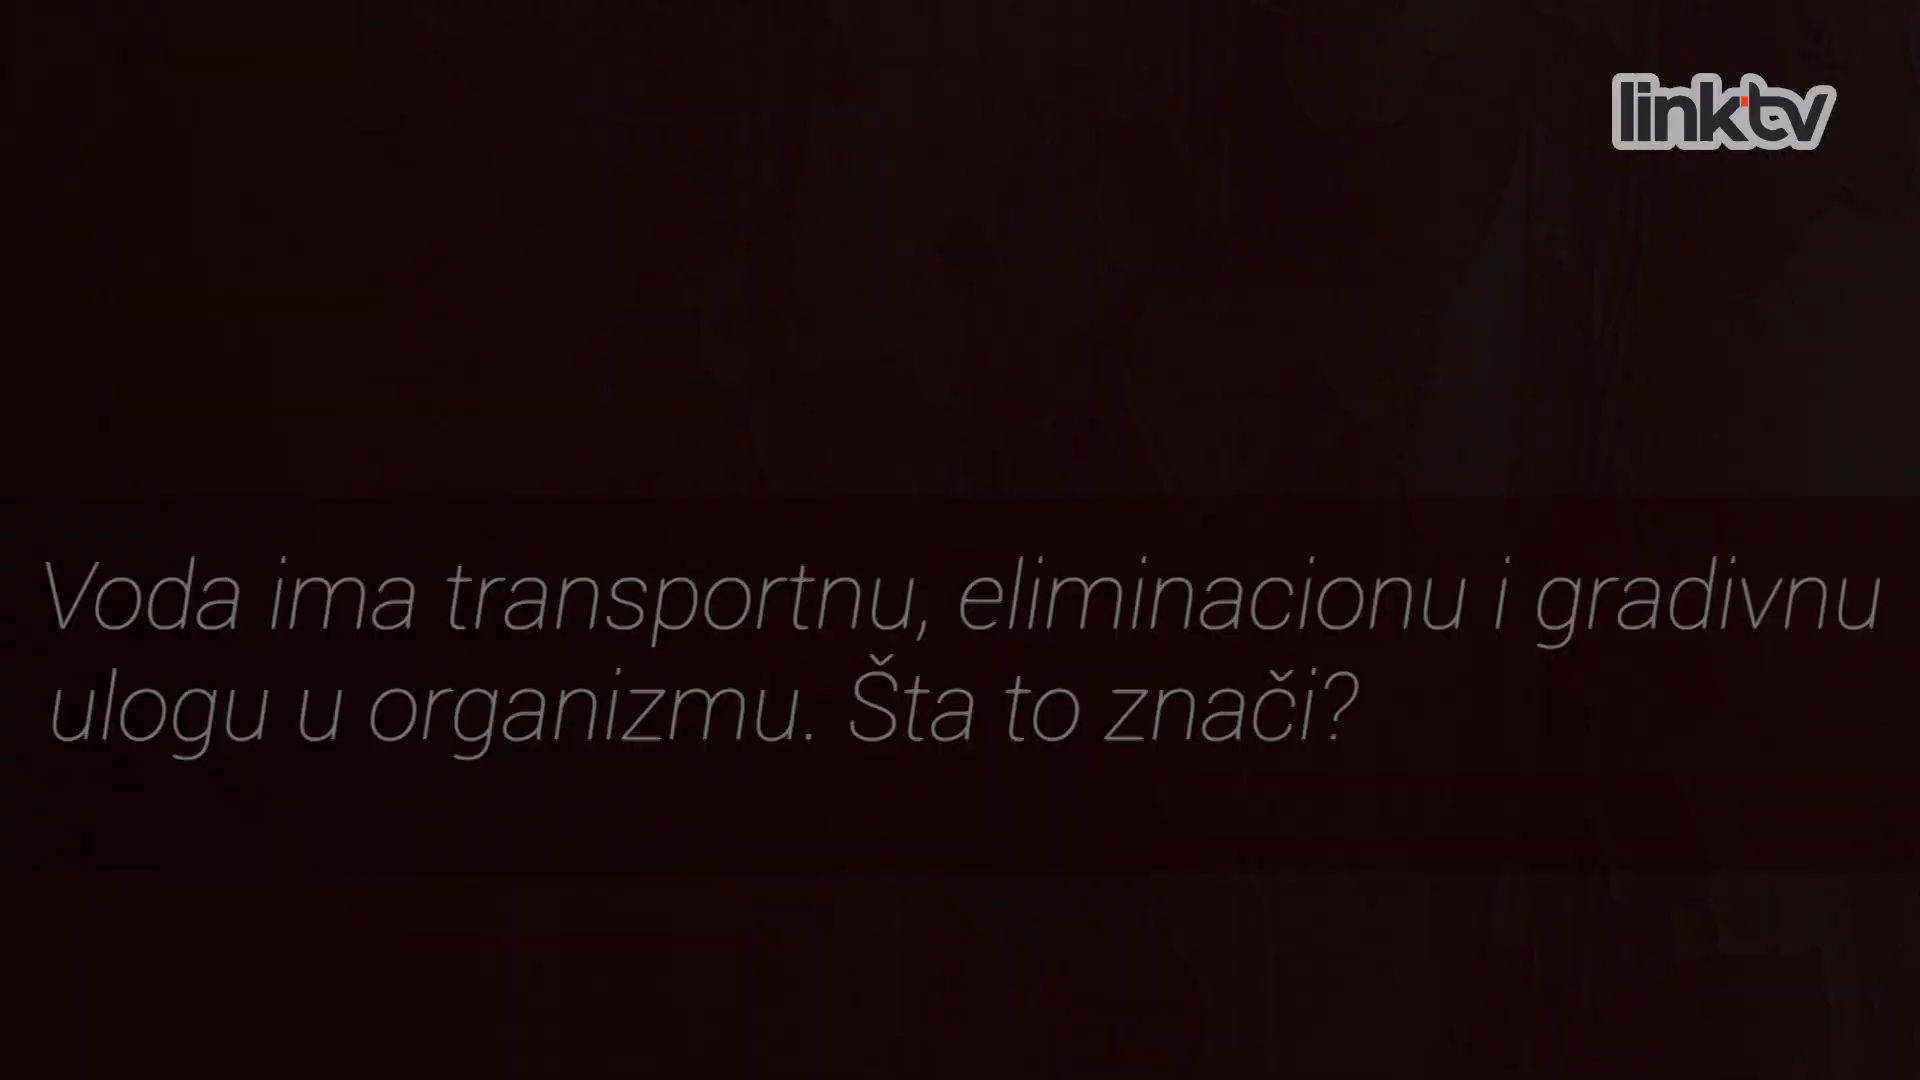 linktv
Voda ima transportnu, eliminacionu i gradivnu
ulogu u organizmu. Šta to znači?